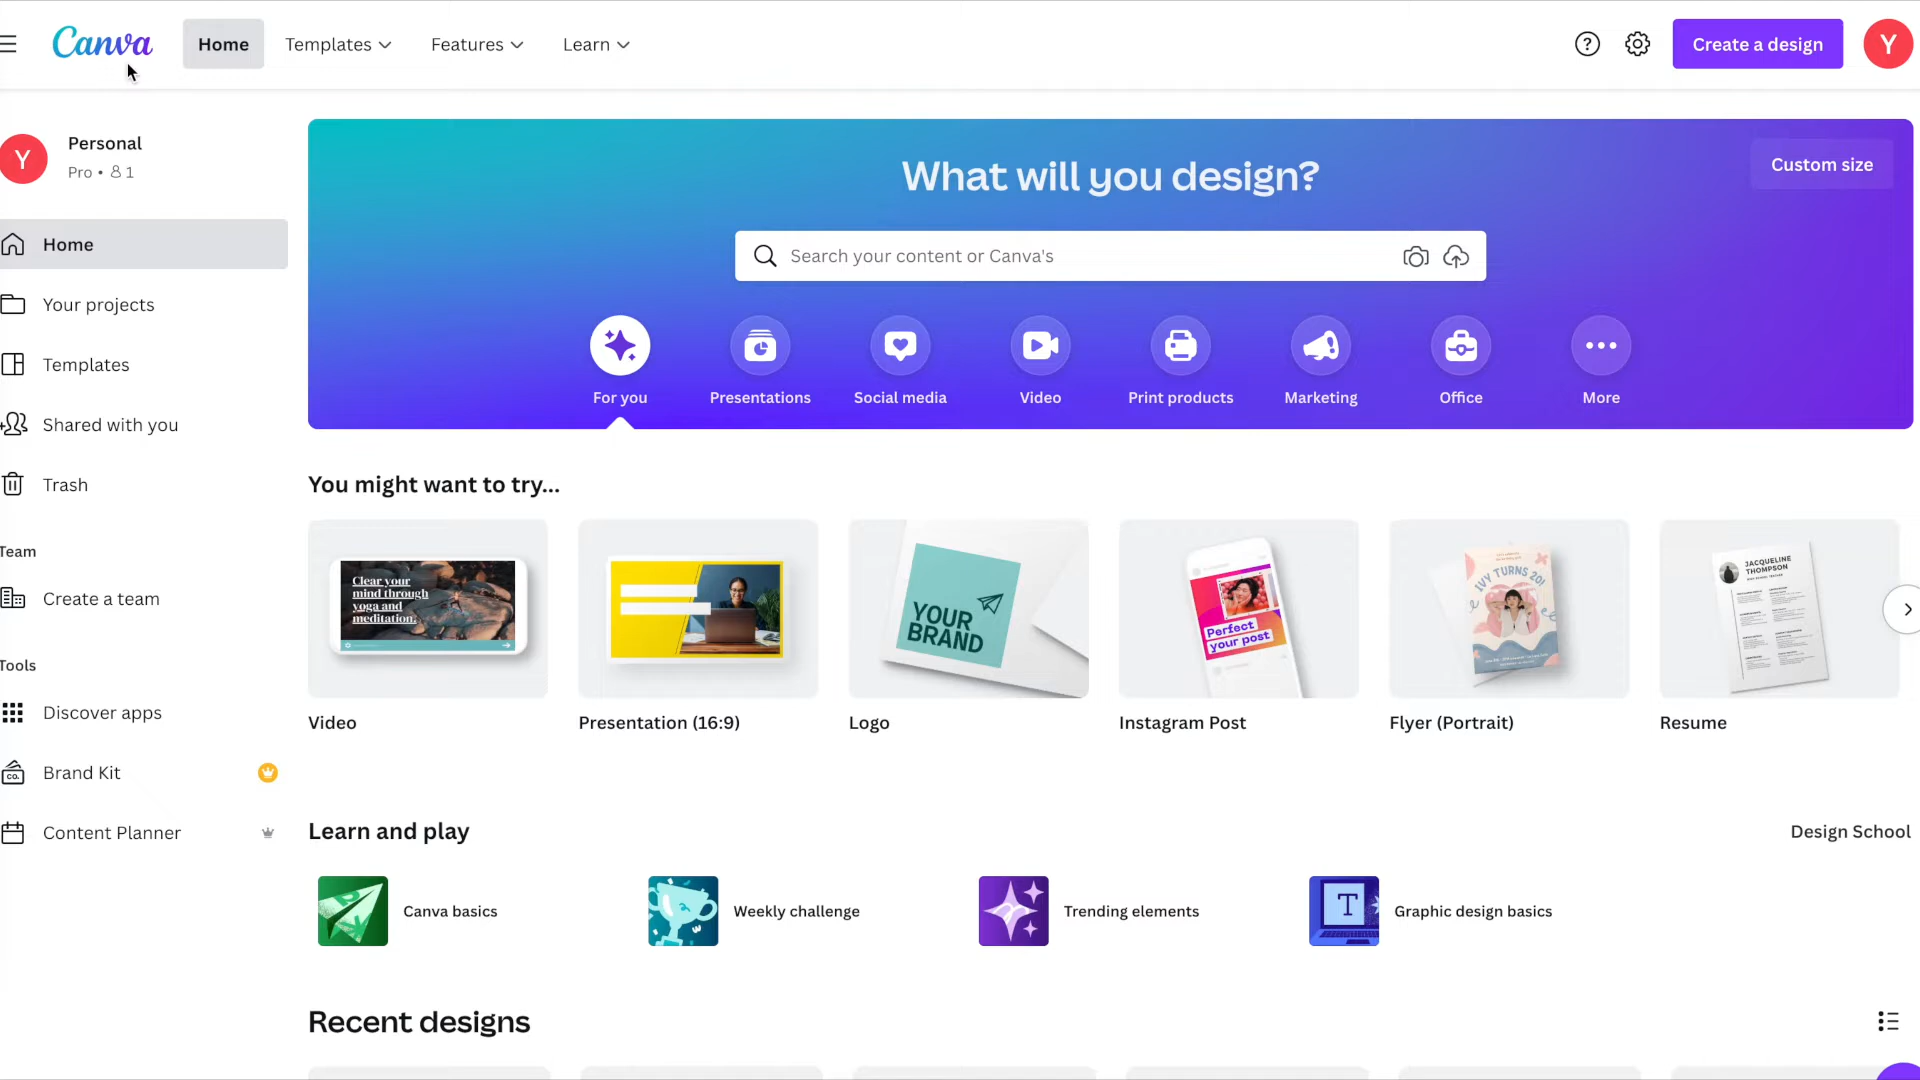 Canva
Home
Templates
Features
Learn
Create a design
Y
Y
Personal
Pro • 1
Home
Your projects
Templates
Shared with you
Trash
Team
Create a team
Tools
Discover apps
CO.
Brand Kit
Content Planner
What will you design?
Custom size
Search your content or Canva's
For you
Presentations
Social media
Video
Print products
Marketing
Office
More
You might want to try...
Clear your
mind through
yoga and
meditation.
YOUR
BRAND
Perfect
your post
IVY TURNS 20!
JACQUELINE
THOMPSON
Video
Presentation (16:9)
Logo
Instagram Post
Flyer (Portrait)
Resume
Learn and play
Design School
Canva basics
Weekly challenge
Trending elements
T
Graphic design basics
Recent designs